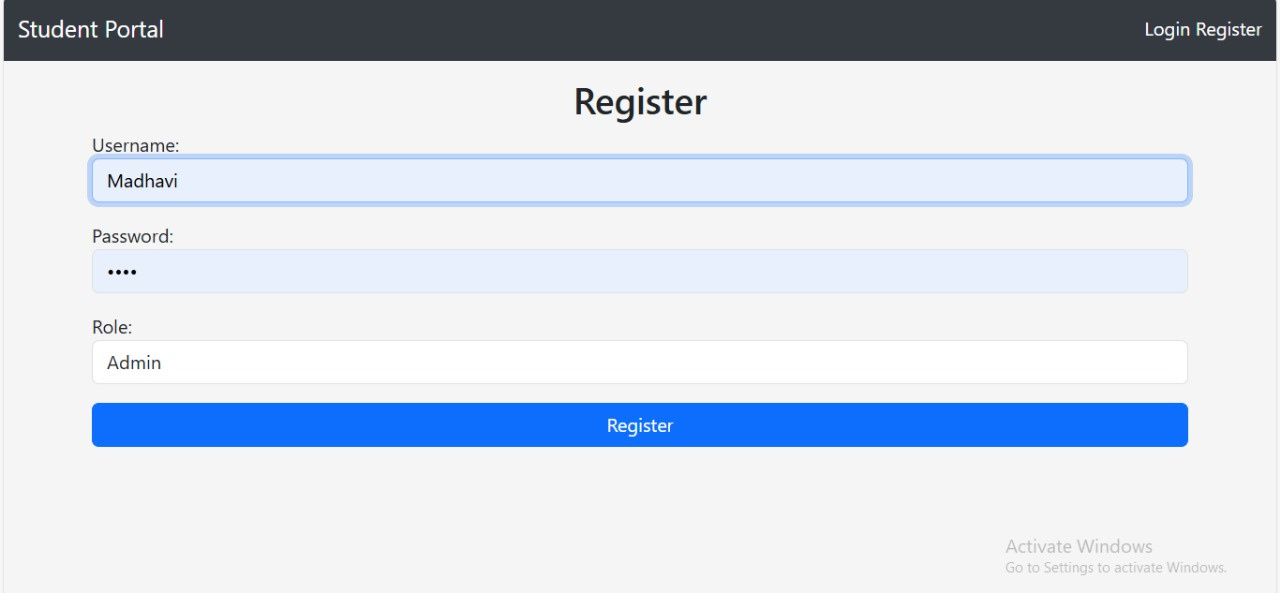 Student Portal
Login Register
Register
Username:
Madhavi
Password:
••••
Role:
Admin
Register
Activate Windows
Go to Settings to activate Windows.